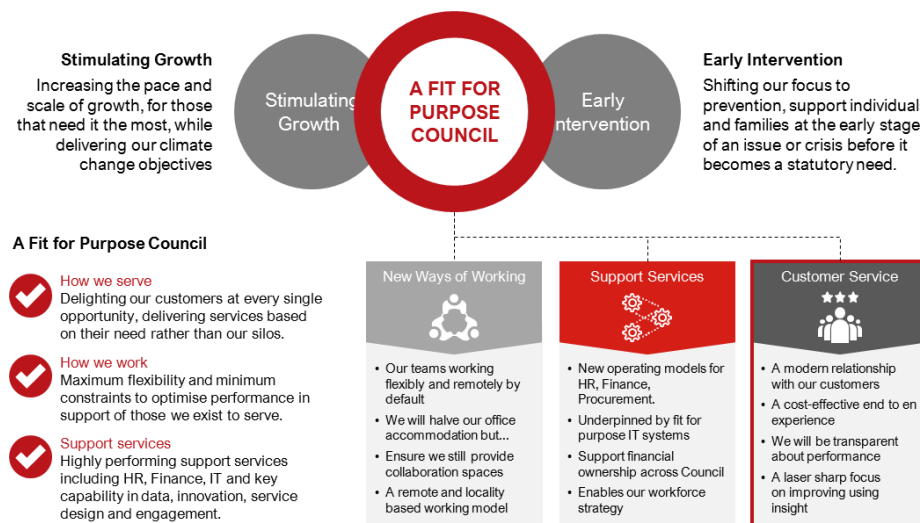 Stimulating Growth
Increasing the pace and
scale of growth, for those
that need it the most, while
delivering our climate
change objectives
Stimulating
Growth
A FIT FOR
PURPOSE
COUNCIL
Early
Intervention
Early Intervention
Shifting our focus to
prevention, support individual
and families at the early stage
of an issue or crisis before it
becomes a statutory need.
A Fit for Purpose Council
How we serve
Delighting our customers at every single
opportunity, delivering services based
on their need rather than our silos.
How we work
Maximum flexibility and minimum
constraints to optimise performance in
support of those we exist to serve.
Support services
Highly performing support services
including HR, Finance, IT and key
capability in data, innovation, service
design and engagement.
New Ways of Working
• Our teams working
flexibly and remotely by
default
• We will halve our office
accommodation but...
• Ensure we still provide
collaboration spaces
• A remote and locality
based working model
Support Services
• New operating models for
HR, Finance,
Procurement.
• Underpinned by fit for
purpose IT systems
• Support financial
ownership across Council
• Enables our workforce
strategy
Customer Service
• A modern relationship
with our customers
• A cost-effective end to en
experience
• We will be transparent
about performance
• A laser sharp focus
on improving using
insight